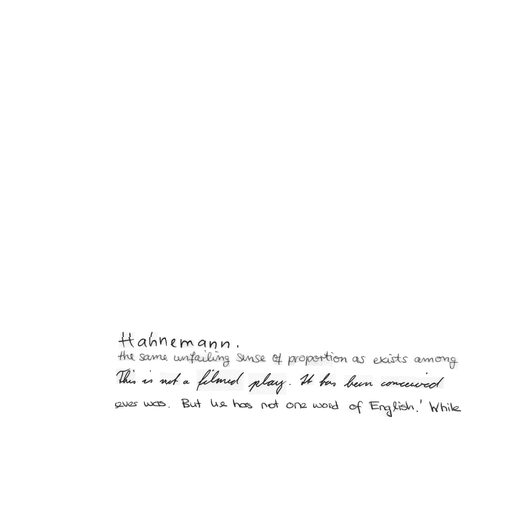 Hahnemann.
the same unfailing sense of proportion as exists among
This is not a filmed play. It has been conceived
ever was. But he has not one word of English.' While